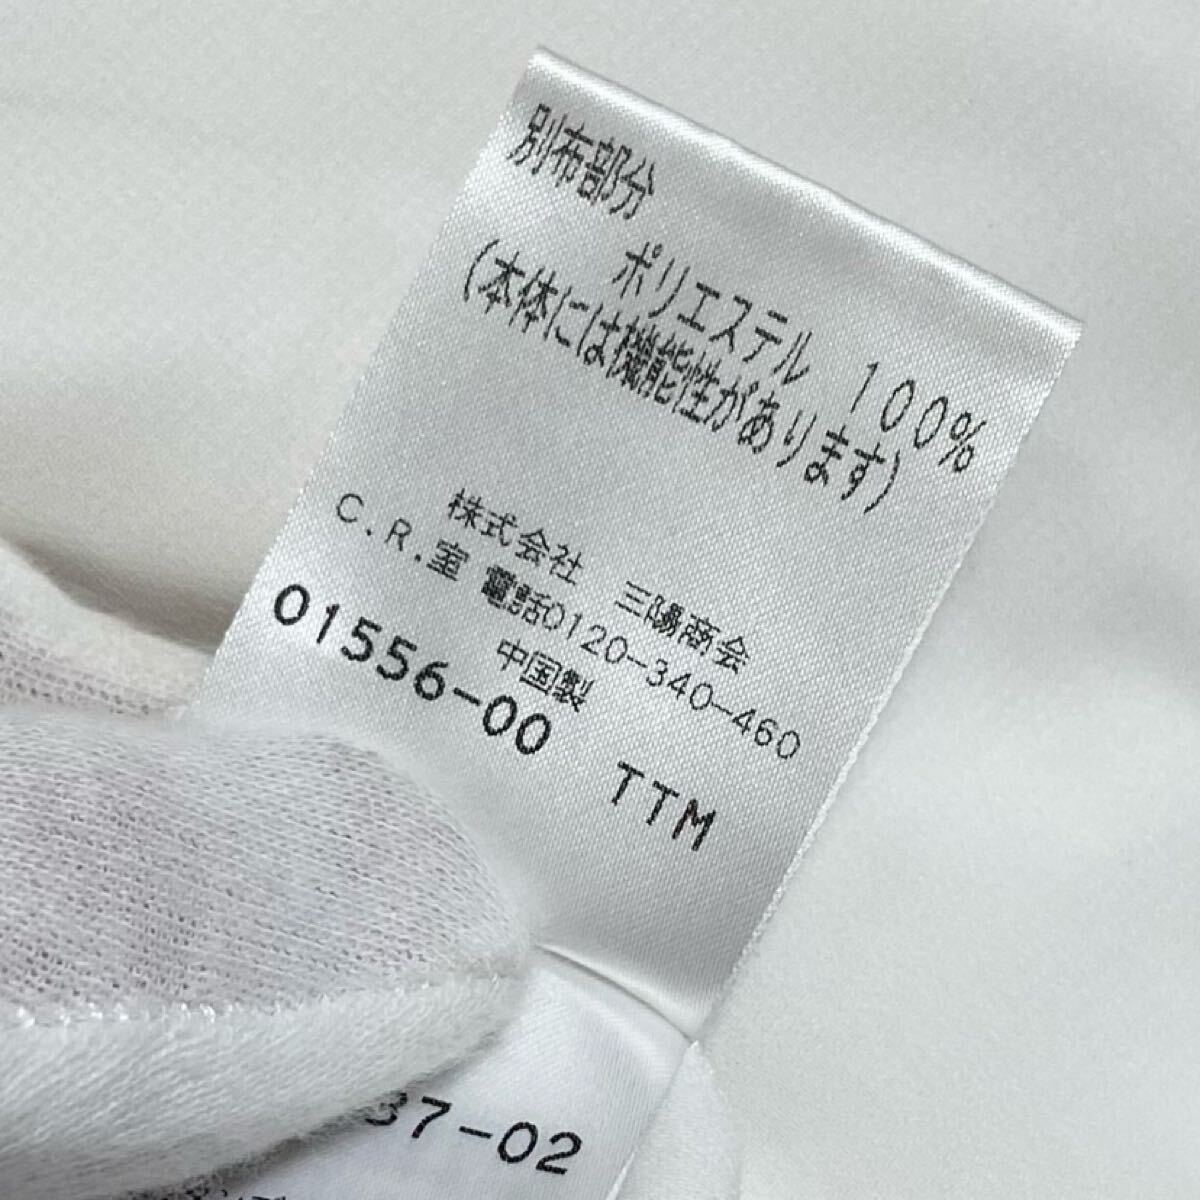 別布部分
ポリエステル 100%
(本体には機能性があります)
株式会社 三陽商会
C.R.室 電話0120-340-460
中国製
01556-00 TTM
37-02